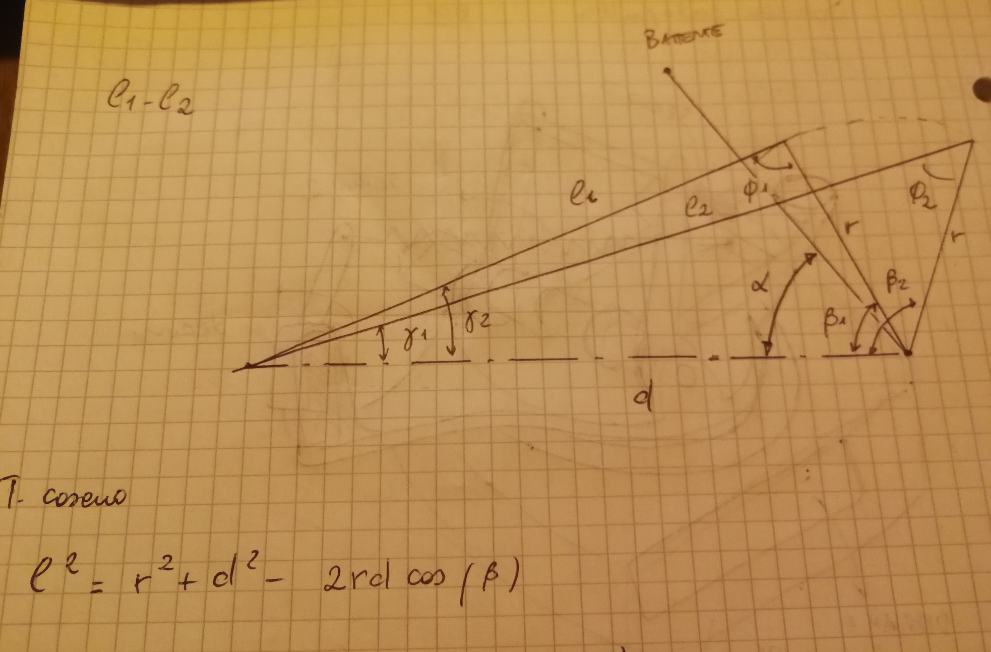 BATTENTE
ℓ1-ℓ2
ℓ1
φ1
φ2
ℓ2
r
r
α
β2
β1
γ1
γ2
d
T. coseno
ℓ² = r² + d² - 2rd cos (β)